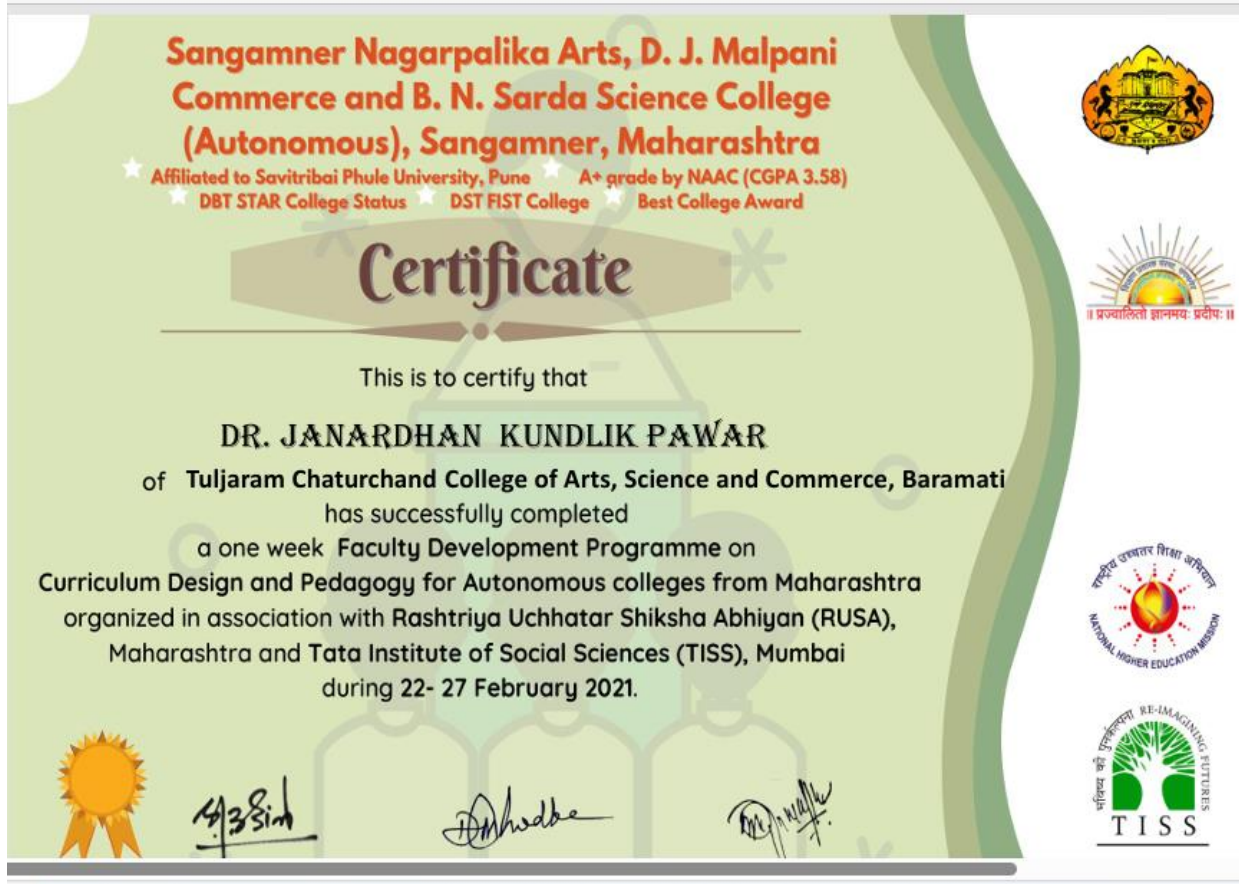 Sangamner Nagarpalika Arts, D. J. Malpani
Commerce and B. N. Sarda Science College
(Autonomous), Sangamner, Maharashtra
Affiliated to Savitribai Phule University, Pune A+ grade by NAAC (CGPA 3.58)
DBT STAR College Status DST FIST College Best College Award
Certificate
This is to certify that
DR. JANARDHAN KUNDLIK PAWAR
of Tuljaram Chaturchand College of Arts, Science and Commerce, Baramati
has successfully completed
a one week Faculty Development Programme on
Curriculum Design and Pedagogy for Autonomous colleges from Maharashtra
organized in association with Rashtriya Uchhatar Shiksha Abhiyan (RUSA),
Maharashtra and Tata Institute of Social Sciences (TISS), Mumbai
during 22- 27 February 2021.
॥ प्रज्वालितो ज्ञानमयः प्रदीपः ॥
राष्ट्रीय उच्चतर शिक्षा अभियान
NATIONAL HIGHER EDUCATION MISSION
भविष्य की पुनर्कल्पना RE-IMAGINING FUTURES
TISS